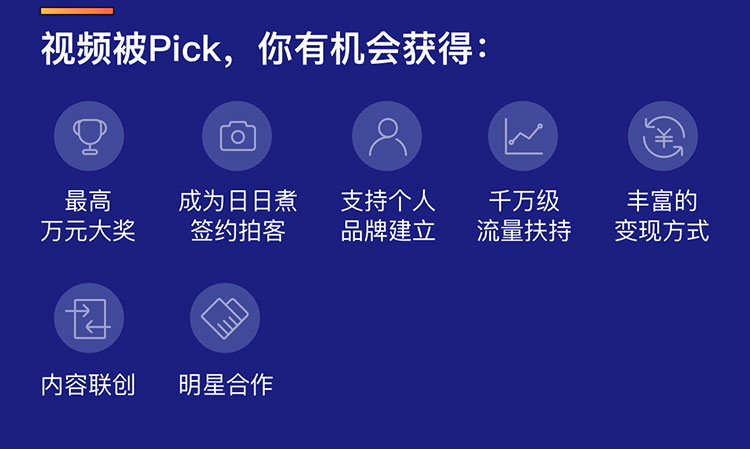 视频被Pick，你有机会获得：
最高
万元大奖
成为日日煮
签约拍客
支持个人
品牌建立
千万级
流量扶持
丰富的
变现方式
内容联创
明星合作